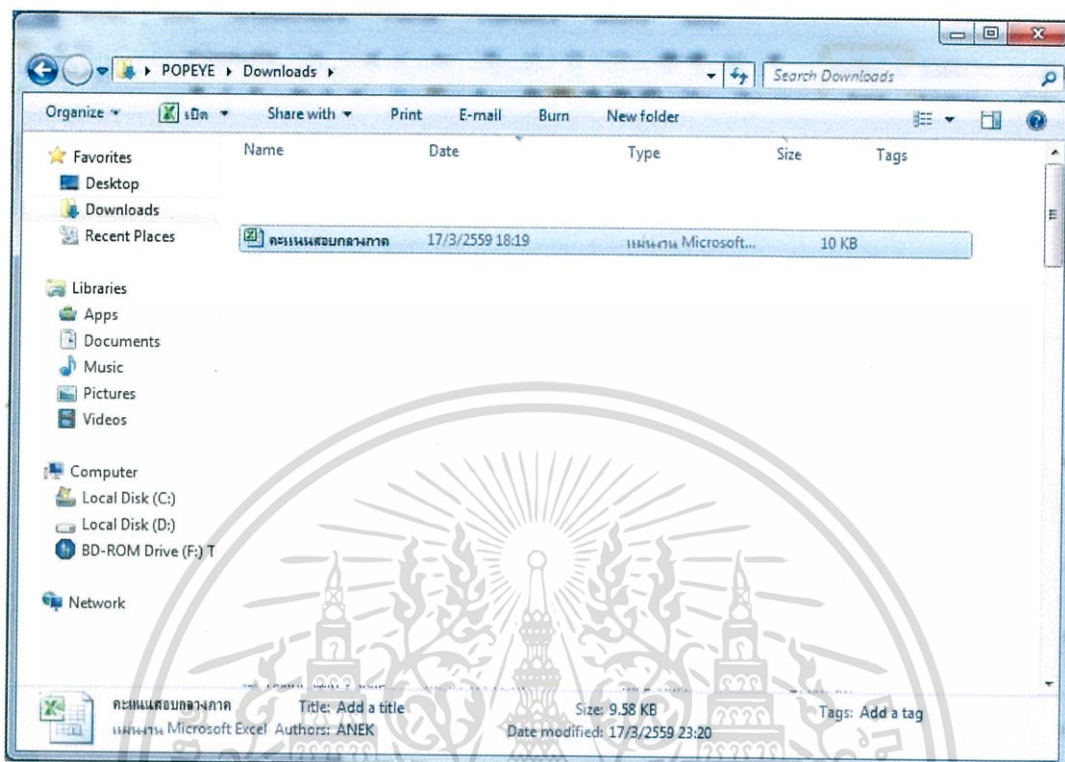 POPEYE ▸ Downloads ▸
Search Downloads
Organize
เปิด
Share with
Print
E-mail
Burn
New folder
Name
Date
Type
Size
Tags
Favorites
Desktop
Downloads
Recent Places
คะแนนสอบกลางภาค 17/3/2559 18:19 แผ่นงาน Microsoft... 10 KB
Libraries
Apps
Documents
Music
Pictures
Videos
Computer
Local Disk (C:)
Local Disk (D:)
BD-ROM Drive (F:) T
Network
คะแนนสอบกลางภาค Title: Add a title Size: 9.58 KB Tags: Add a tag
แผ่นงาน Microsoft Excel Authors: ANEK Date modified: 17/3/2559 23:20